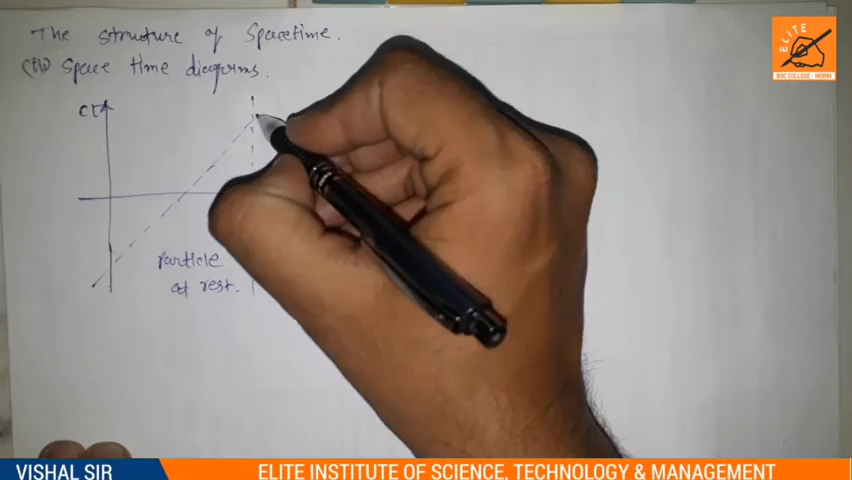 The structure of Spacetime.
(iv) Space time diagrams.
ct
Particle
at rest.
ELITE
BSC COLLEGE - MORBI
VISHAL SIR
ELITE INSTITUTE OF SCIENCE, TECHNOLOGY & MANAGEMENT